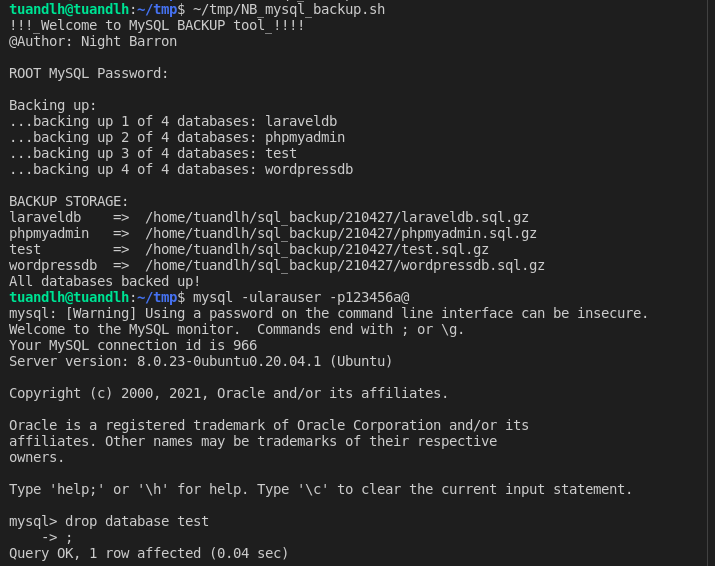 tuandlh@tuandlh:~/tmp$ ~/tmp/NB_mysql_backup.sh
!!!_Welcome to MySQL BACKUP tool_!!!!
@Author: Night Barron
ROOT MySQL Password:
Backing up:
...backing up 1 of 4 databases: laraveldb
...backing up 2 of 4 databases: phpmyadmin
...backing up 3 of 4 databases: test
...backing up 4 of 4 databases: wordpressdb
BACKUP STORAGE:
laraveldb    =>  /home/tuandlh/sql_backup/210427/laraveldb.sql.gz
phpmyadmin   =>  /home/tuandlh/sql_backup/210427/phpmyadmin.sql.gz
test         =>  /home/tuandlh/sql_backup/210427/test.sql.gz
wordpressdb  =>  /home/tuandlh/sql_backup/210427/wordpressdb.sql.gz
All databases backed up!
tuandlh@tuandlh:~/tmp$ mysql -ularauser -p123456a@
mysql: [Warning] Using a password on the command line interface can be insecure.
Welcome to the MySQL monitor.  Commands end with ; or \g.
Your MySQL connection id is 966
Server version: 8.0.23-0ubuntu0.20.04.1 (Ubuntu)
Copyright (c) 2000, 2021, Oracle and/or its affiliates.
Oracle is a registered trademark of Oracle Corporation and/or its
affiliates. Other names may be trademarks of their respective
owners.
Type 'help;' or '\h' for help. Type '\c' to clear the current input statement.
mysql> drop database test
    -> ;
Query OK, 1 row affected (0.04 sec)